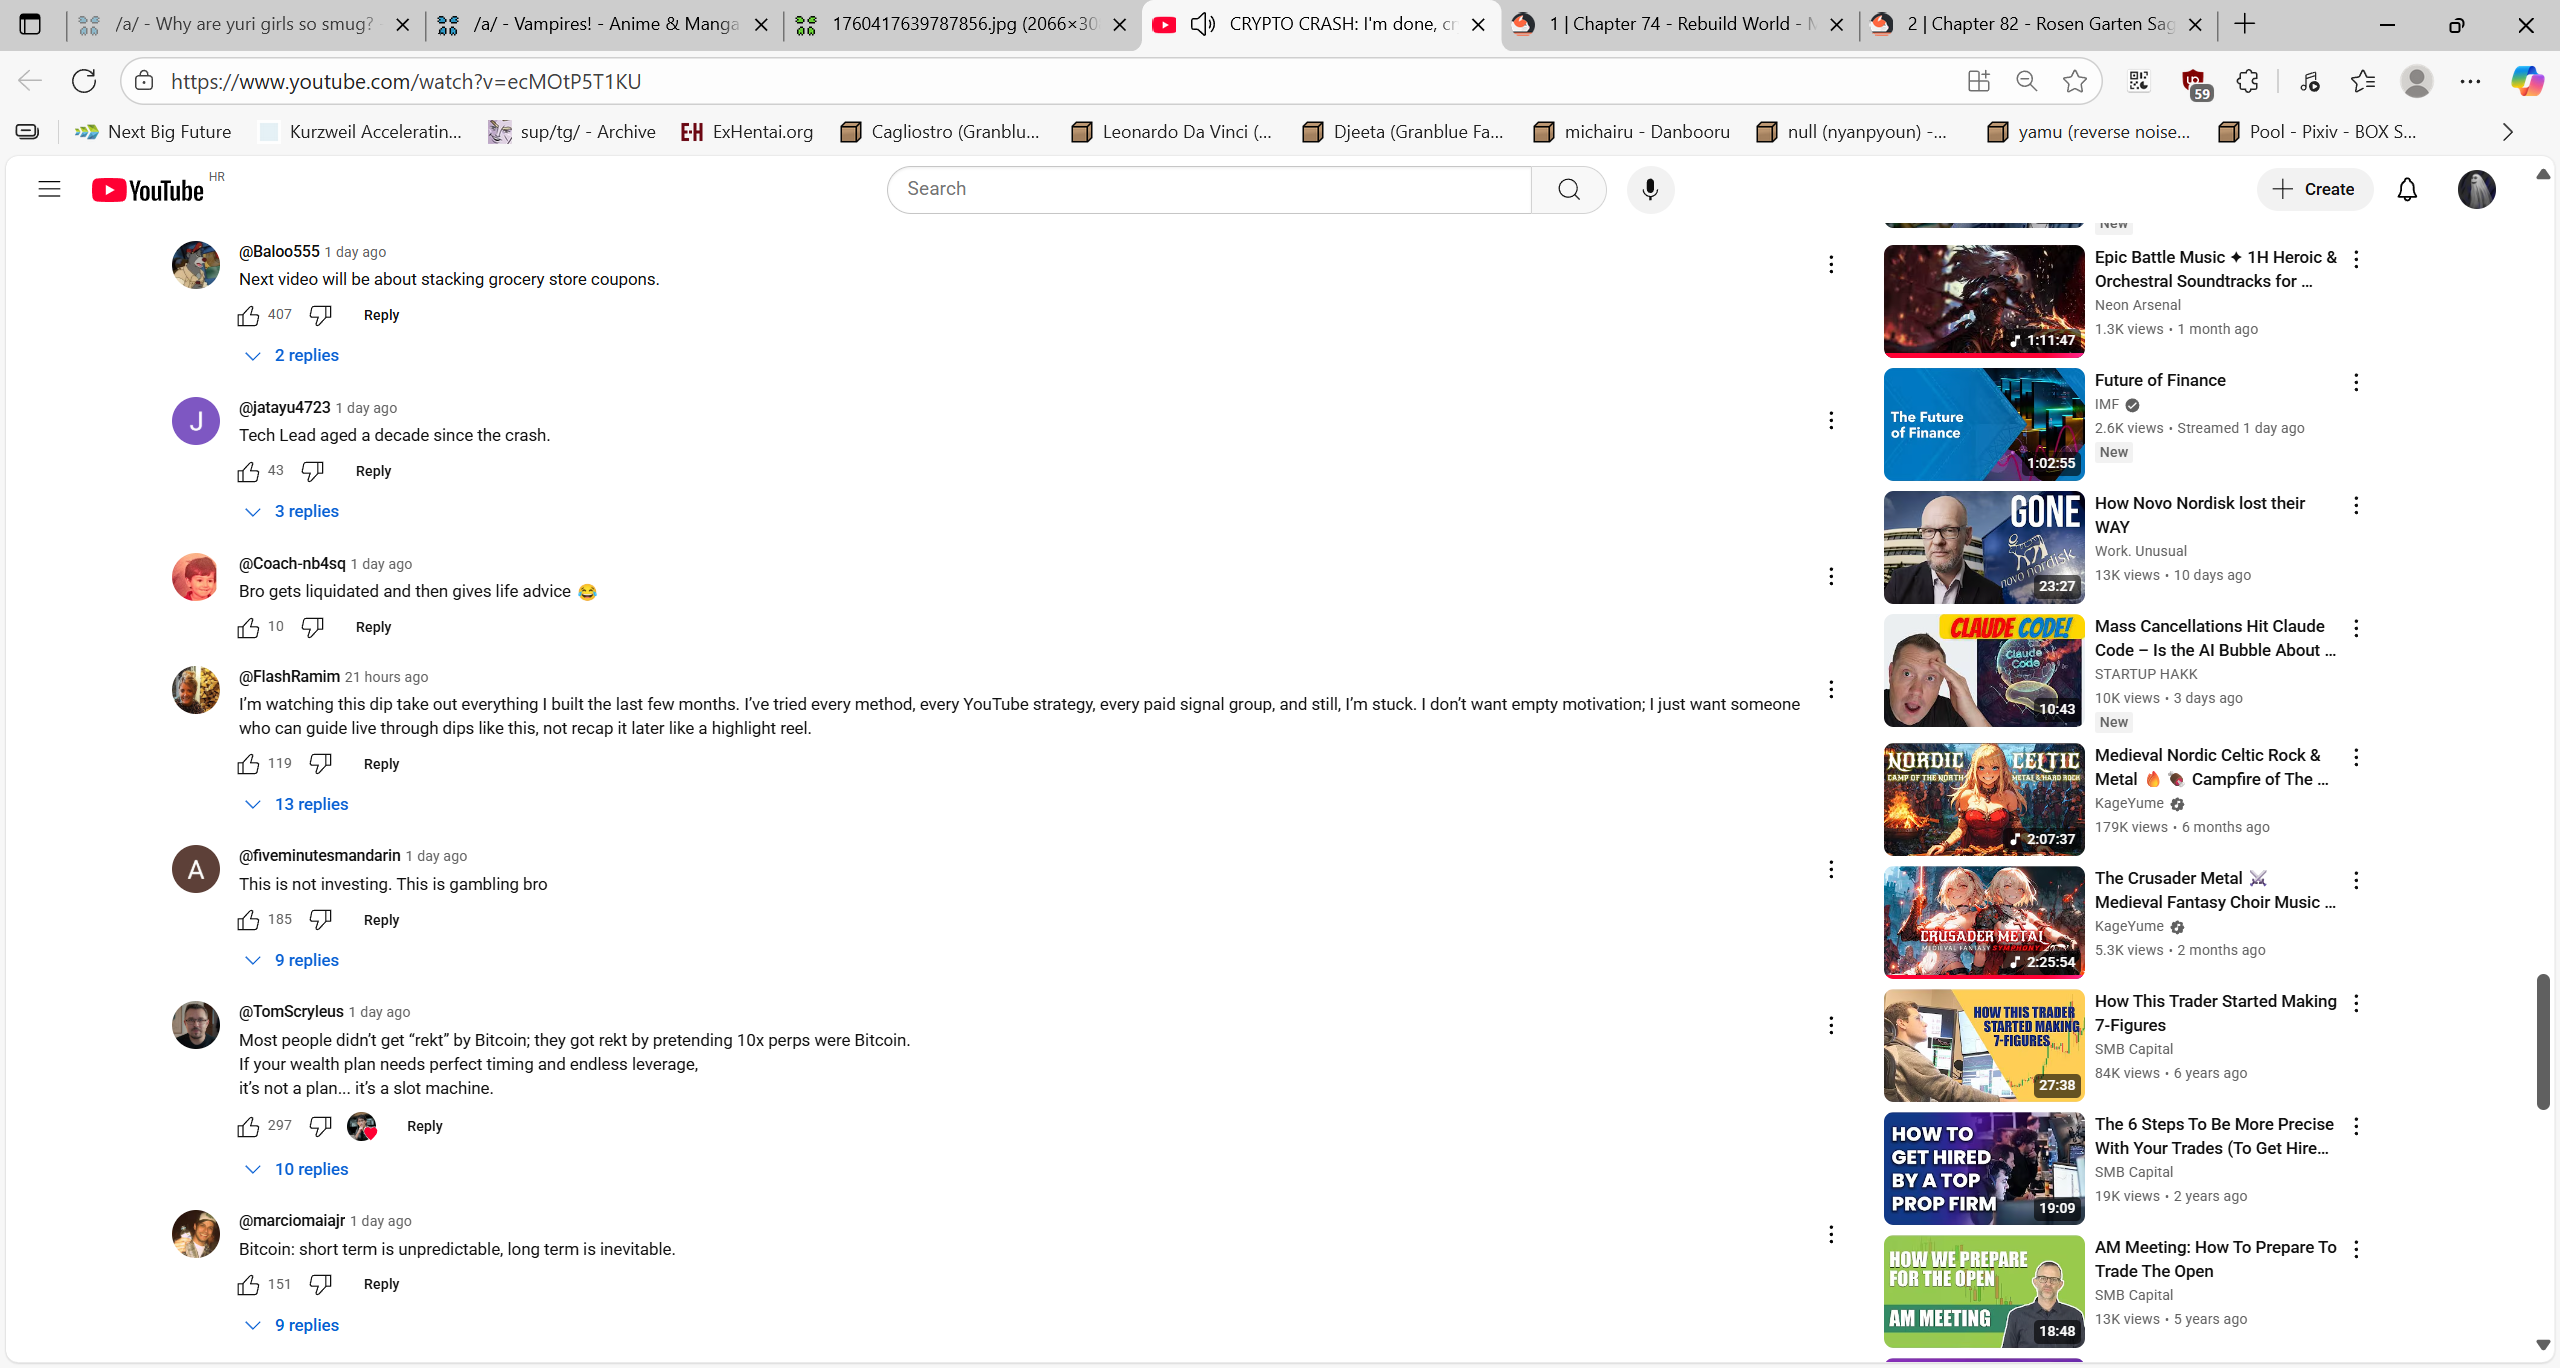 /a/ - Why are yuri girls so smug? -
/a/ - Vampires! - Anime & Manga
1760417639787856.jpg (2066×30
CRYPTO CRASH: I'm done, cr
1 | Chapter 74 - Rebuild World - M
2 | Chapter 82 - Rosen Garten Sag
https://www.youtube.com/watch?v=ecMOtP5T1KU
59
Next Big Future
Kurzweil Acceleratin...
sup/tg/ - Archive
E-H ExHentai.org
Cagliostro (Granblu...
Leonardo Da Vinci (...
Djeeta (Granblue Fa...
michairu - Danbooru
null (nyanpyoun) -...
yamu (reverse noise...
Pool - Pixiv - BOX S...
YouTube HR
Search
Create
@Baloo555 1 day ago
Next video will be about stacking grocery store coupons.
407 Reply
2 replies
J
@jatayu4723 1 day ago
Tech Lead aged a decade since the crash.
43 Reply
3 replies
@Coach-nb4sq 1 day ago
Bro gets liquidated and then gives life advice 😂
10 Reply
@FlashRamim 21 hours ago
I’m watching this dip take out everything I built the last few months. I’ve tried every method, every YouTube strategy, every paid signal group, and still, I’m stuck. I don’t want empty motivation; I just want someone
who can guide live through dips like this, not recap it later like a highlight reel.
119 Reply
13 replies
A
@fiveminutesmandarin 1 day ago
This is not investing. This is gambling bro
185 Reply
9 replies
@TomScryleus 1 day ago
Most people didn’t get “rekt” by Bitcoin; they got rekt by pretending 10x perps were Bitcoin.
If your wealth plan needs perfect timing and endless leverage,
it’s not a plan... it’s a slot machine.
297 Reply
10 replies
@marciomaiajr 1 day ago
Bitcoin: short term is unpredictable, long term is inevitable.
151 Reply
9 replies
New
1:11:47
Epic Battle Music ✦ 1H Heroic &
Orchestral Soundtracks for ...
Neon Arsenal
1.3K views • 1 month ago
The Future
of Finance
1:02:55
Future of Finance
IMF
2.6K views • Streamed 1 day ago
New
GONE
novo nordisk
23:27
How Novo Nordisk lost their
WAY
Work. Unusual
13K views • 10 days ago
CLAUDE CODE!
Claude
Code
10:43
Mass Cancellations Hit Claude
Code – Is the AI Bubble About ...
STARTUP HAKK
10K views • 3 days ago
New
NORDIC CELTIC
CAMP OF THE NORTH METAL & HARD ROCK
2:07:37
Medieval Nordic Celtic Rock &
Metal 🔥 🍖 Campfire of The ...
KageYume
179K views • 6 months ago
CRUSADER METAL
MEDIEVAL FANTASY SYMPHONY
2:25:54
The Crusader Metal ⚔️
Medieval Fantasy Choir Music ...
KageYume
5.3K views • 2 months ago
HOW THIS TRADER
STARTED MAKING
7-FIGURES
27:38
How This Trader Started Making
7-Figures
SMB Capital
84K views • 6 years ago
HOW TO
GET HIRED
BY A TOP
PROP FIRM
19:09
The 6 Steps To Be More Precise
With Your Trades (To Get Hire...
SMB Capital
19K views • 2 years ago
HOW WE PREPARE
FOR THE OPEN
AM MEETING
18:48
AM Meeting: How To Prepare To
Trade The Open
SMB Capital
13K views • 5 years ago